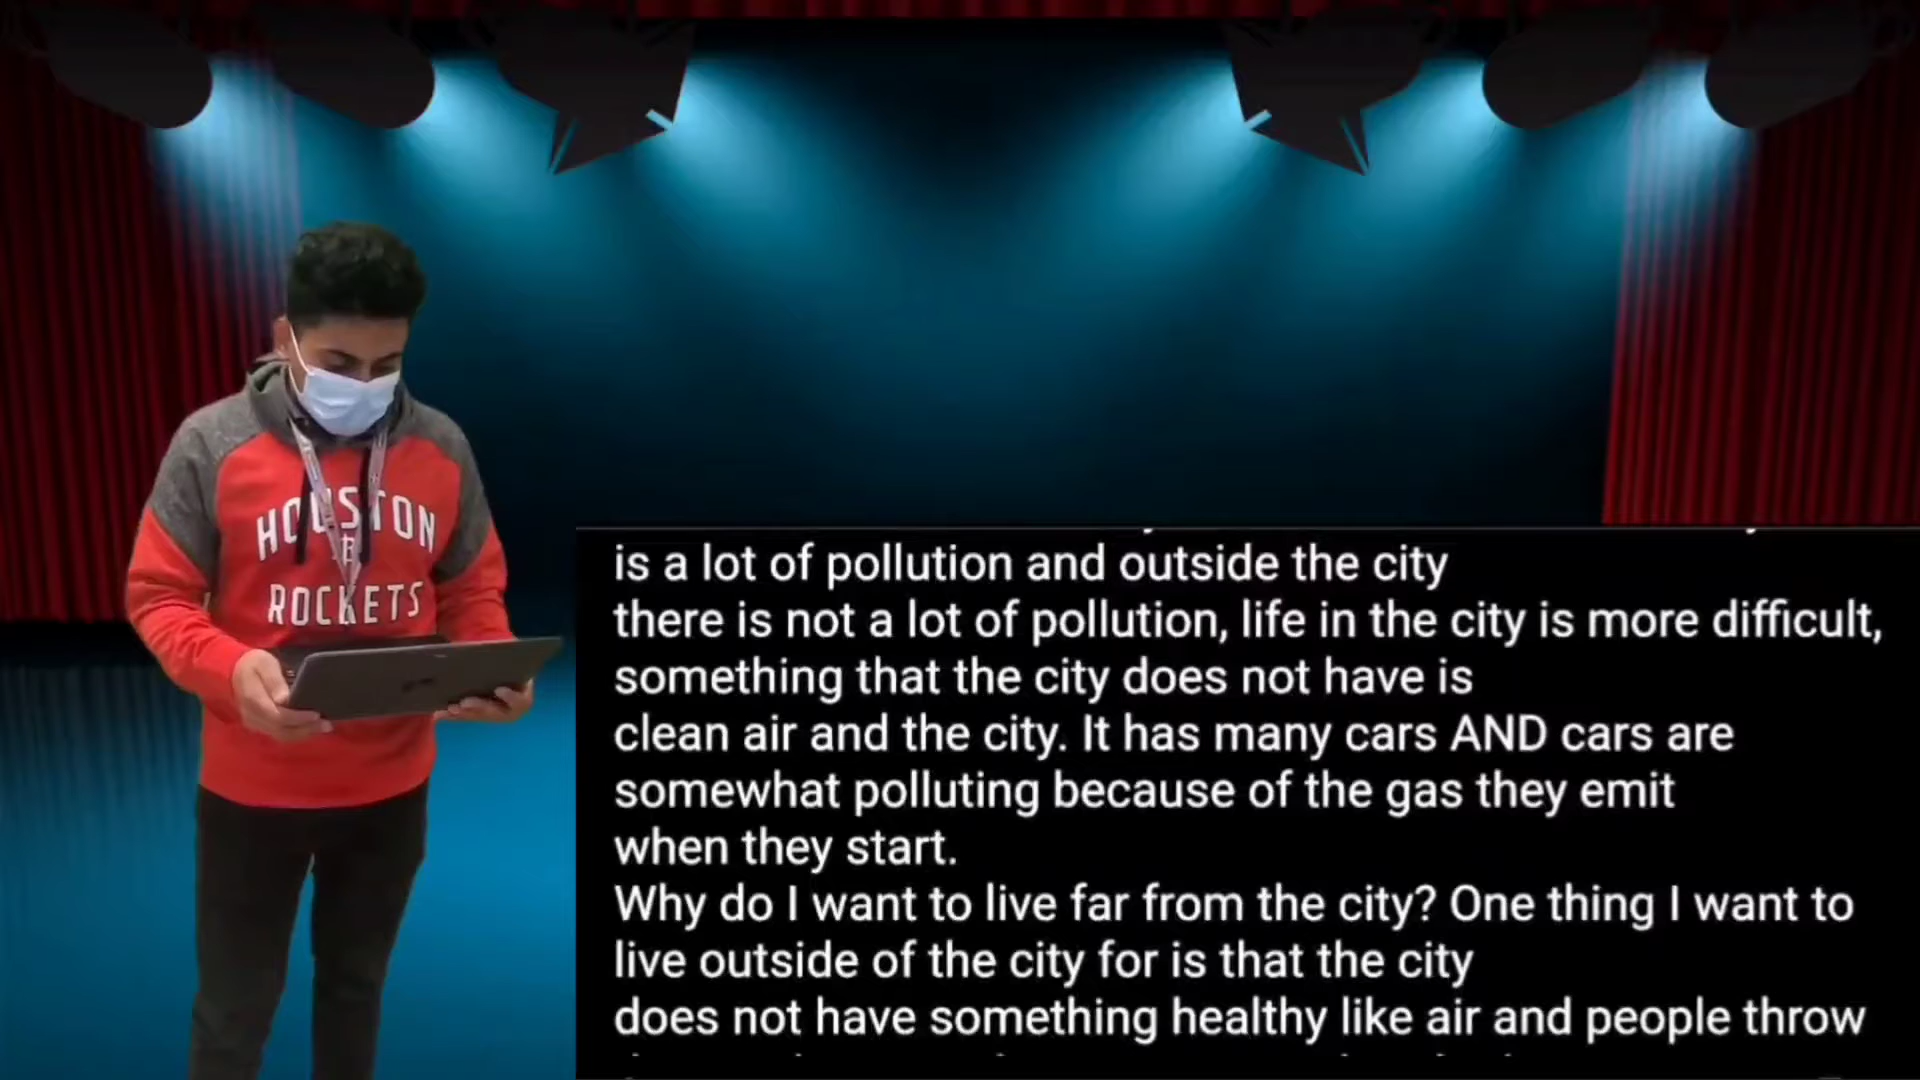 HOUSTON
R
ROCKETS
is a lot of pollution and outside the city
there is not a lot of pollution, life in the city is more difficult,
something that the city does not have is
clean air and the city. It has many cars AND cars are
somewhat polluting because of the gas they emit
when they start.
Why do I want to live far from the city? One thing I want to
live outside of the city for is that the city
does not have something healthy like air and people throw